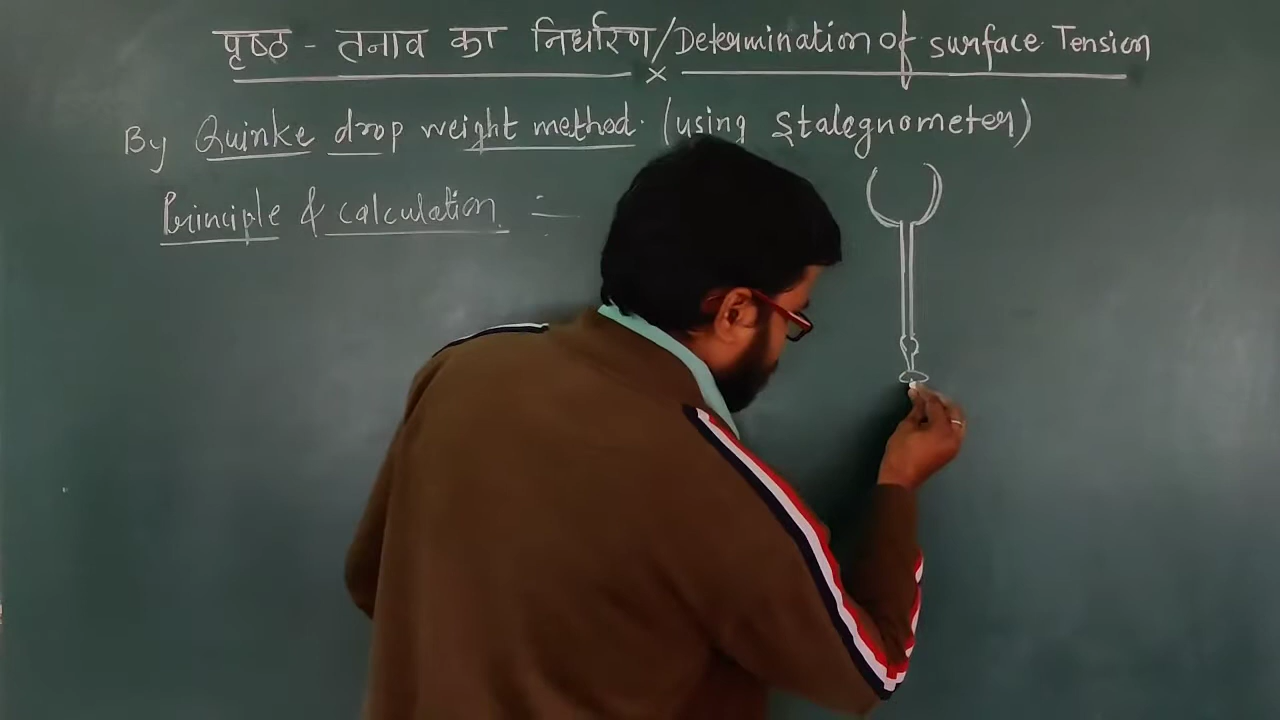 पृष्ठ - तनाव का निर्धारण/Determination of surface Tension
x
By Quinke drop weight method. (using Stalegnometer)
Principle & calculation :-